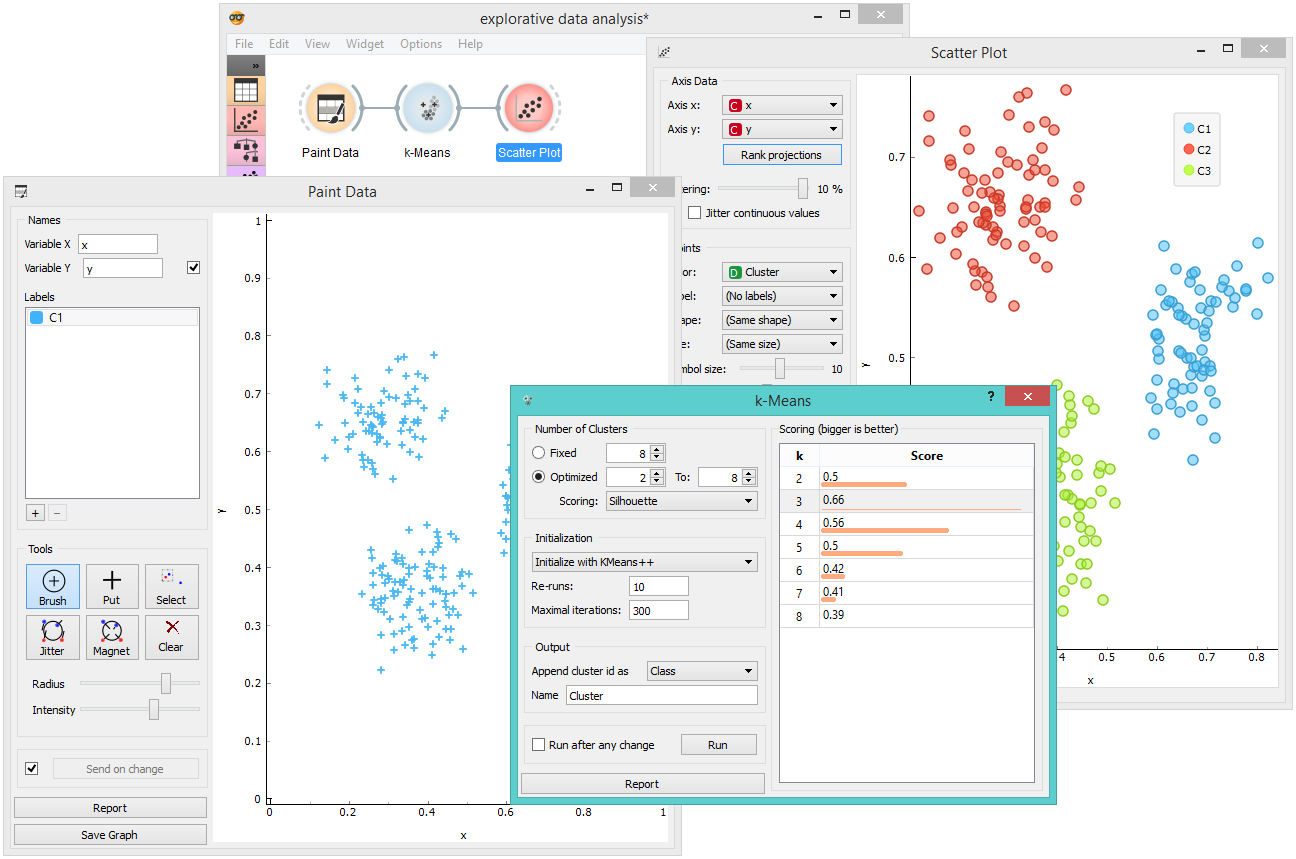 explorative data analysis*
File Edit View Widget Options Help
»
Paint Data
k-Means
Scatter Plot
Scatter Plot
Axis Data
Axis x: C x
Axis y: C y
Rank projections
tering: 10 %
Jitter continuous values
oints
or: D Cluster
bel: (No labels)
ape: (Same shape)
e: (Same size)
mbol size: 10
C1
C2
C3
0.7
0.6
0.5
y
4 0.5 0.6 0.7 0.8
x
Paint Data
Names
Variable X x
Variable Y y
Labels
C1
+ −
Tools
Brush Put Select
Jitter Magnet Clear
Radius
Intensity
Send on change
Report
Save Graph
1
0.9
0.8
0.7
0.6
0.5
y
0.4
0.3
0.2
0.1
0
0 0.2 0.4 0.6 1
x
k-Means
?
Number of Clusters
Fixed 8
Optimized 2 To: 8
Scoring: Silhouette
Initialization
Initialize with KMeans++
Re-runs: 10
Maximal iterations: 300
Output
Append cluster id as Class
Name Cluster
Run after any change Run
Report
Scoring (bigger is better)
k Score
2 0.5
3 0.66
4 0.56
5 0.5
6 0.42
7 0.41
8 0.39